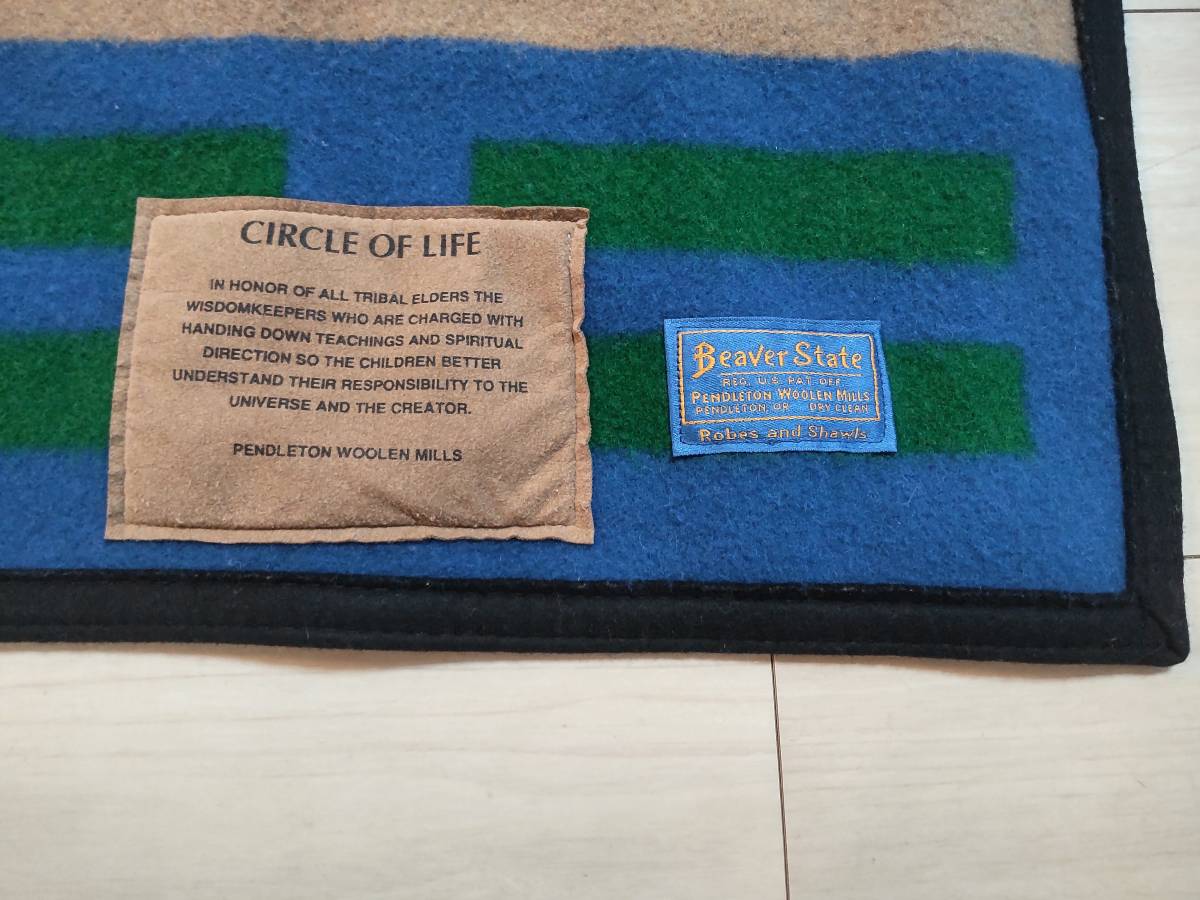 CIRCLE OF LIFE
IN HONOR OF ALL TRIBAL ELDERS THE
WISDOMKEEPERS WHO ARE CHARGED WITH
HANDING DOWN TEACHINGS AND SPIRITUAL
DIRECTION SO THE CHILDREN BETTER
UNDERSTAND THEIR RESPONSIBILITY TO THE
UNIVERSE AND THE CREATOR.
PENDLETON WOOLEN MILLS
Beaver State
REG. U.S. PAT. OFF.
PENDLETON WOOLEN MILLS
PENDLETON, OR DRY CLEAN
Robes and Shawls